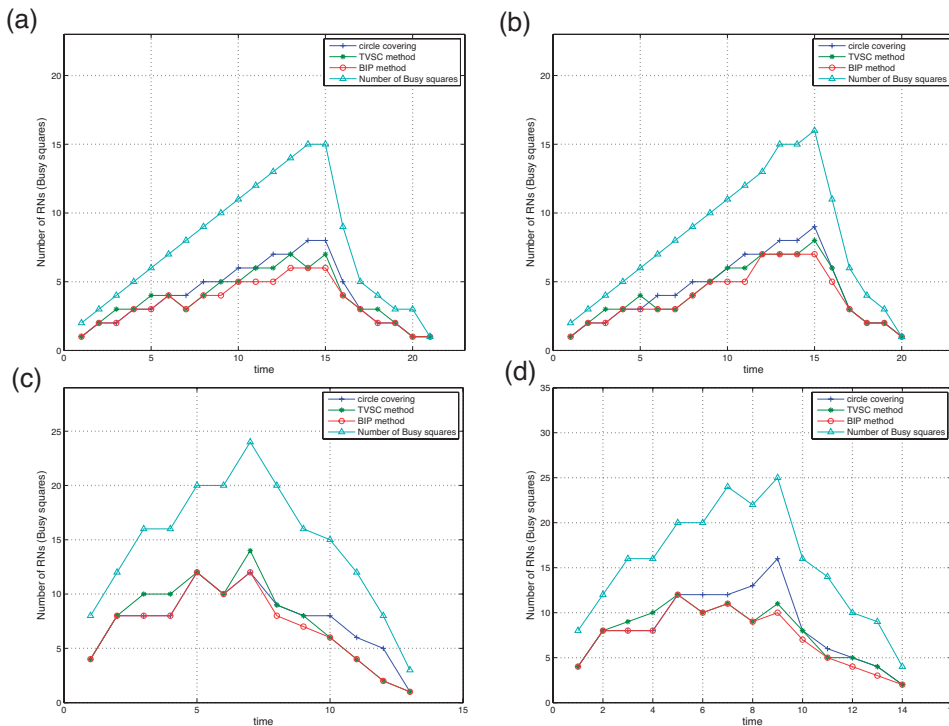 (a)
Number of RNs (Busy squares)
20
15
10
5
0
0 5 10 15 20
time
circle covering
TVSC method
BIP method
Number of Busy squares
(b)
Number of RNs (Busy squares)
20
15
10
5
0
0 5 10 15 20
time
circle covering
TVSC method
BIP method
Number of Busy squares
(c)
Number of RNs (Busy squares)
25
20
15
10
5
0
0 5 10 15
time
circle covering
TVSC method
BIP method
Number of Busy squares
(d)
Number of RNs (Busy squares)
35
30
25
20
15
10
5
0
0 2 4 6 8 10 12 14
time
circle covering
TVSC method
BIP method
Number of Busy squares